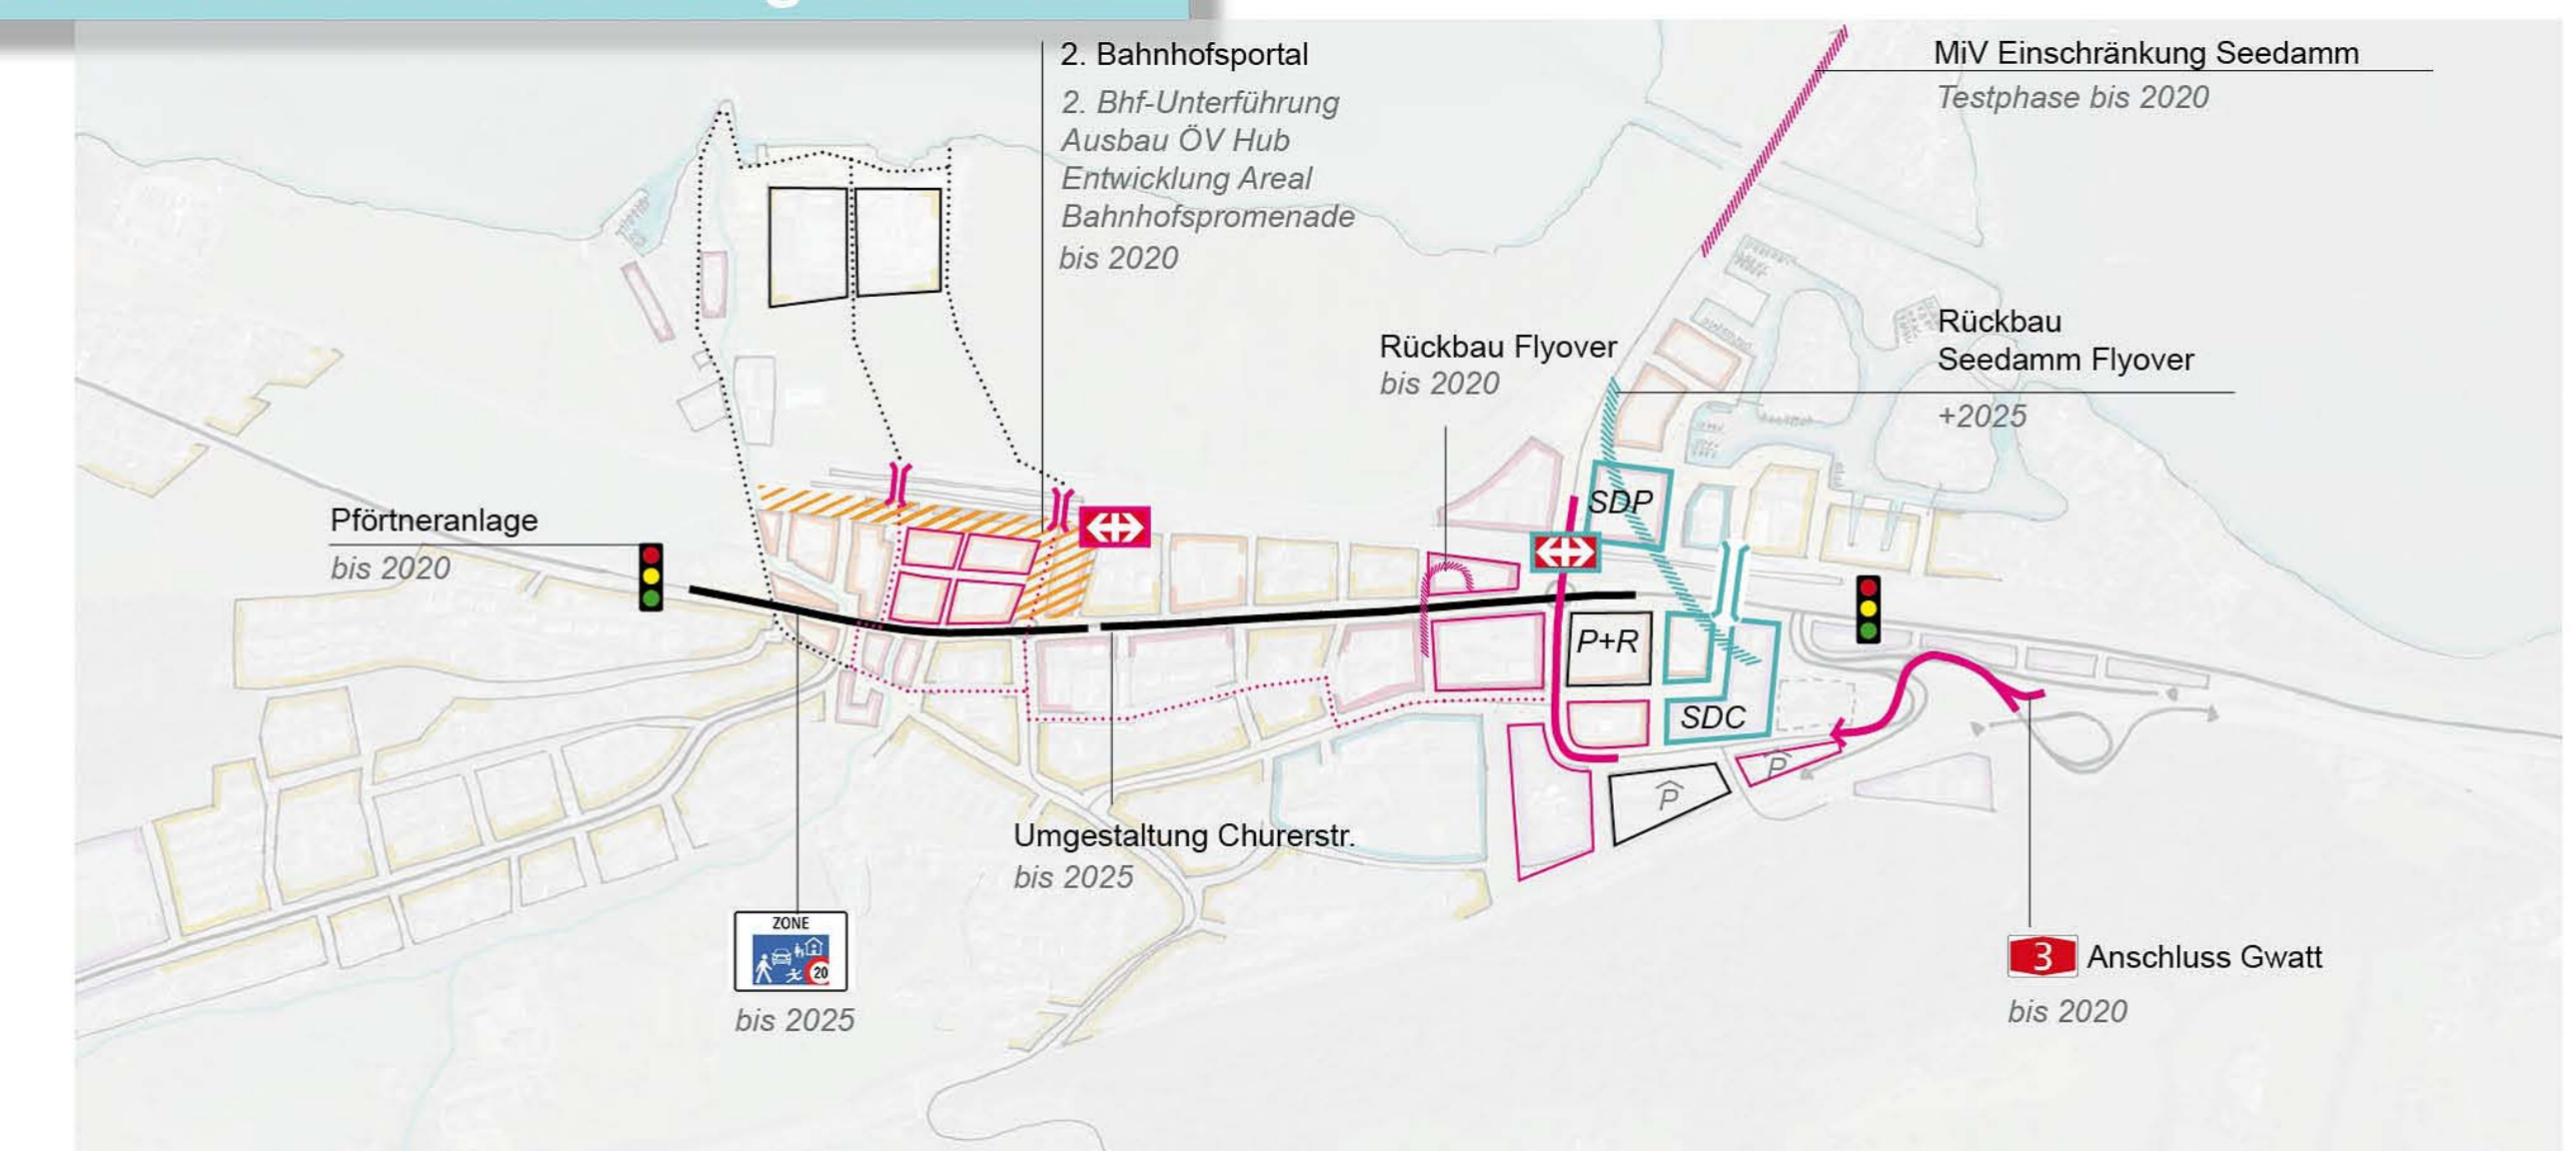 2. Bahnhofsportal
2. Bhf-Unterführung
Ausbau ÖV Hub
Entwicklung Areal
Bahnhofspromenade
bis 2020
MiV Einschränkung Seedamm
Testphase bis 2020
Rückbau Flyover
bis 2020
Rückbau
Seedamm Flyover
+2025
Pförtneranlage
bis 2020
SDP
P+R
SDC
P
P
Umgestaltung Churerstr.
bis 2025
ZONE
20
bis 2025
3 Anschluss Gwatt
bis 2020